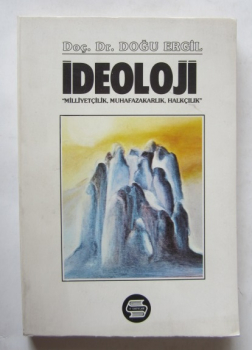 Doç. Dr. DOĞU ERGİL
İDEOLOJİ
"MİLLİYETÇİLİK, MUHAFAZAKARLIK, HALKÇILIK"